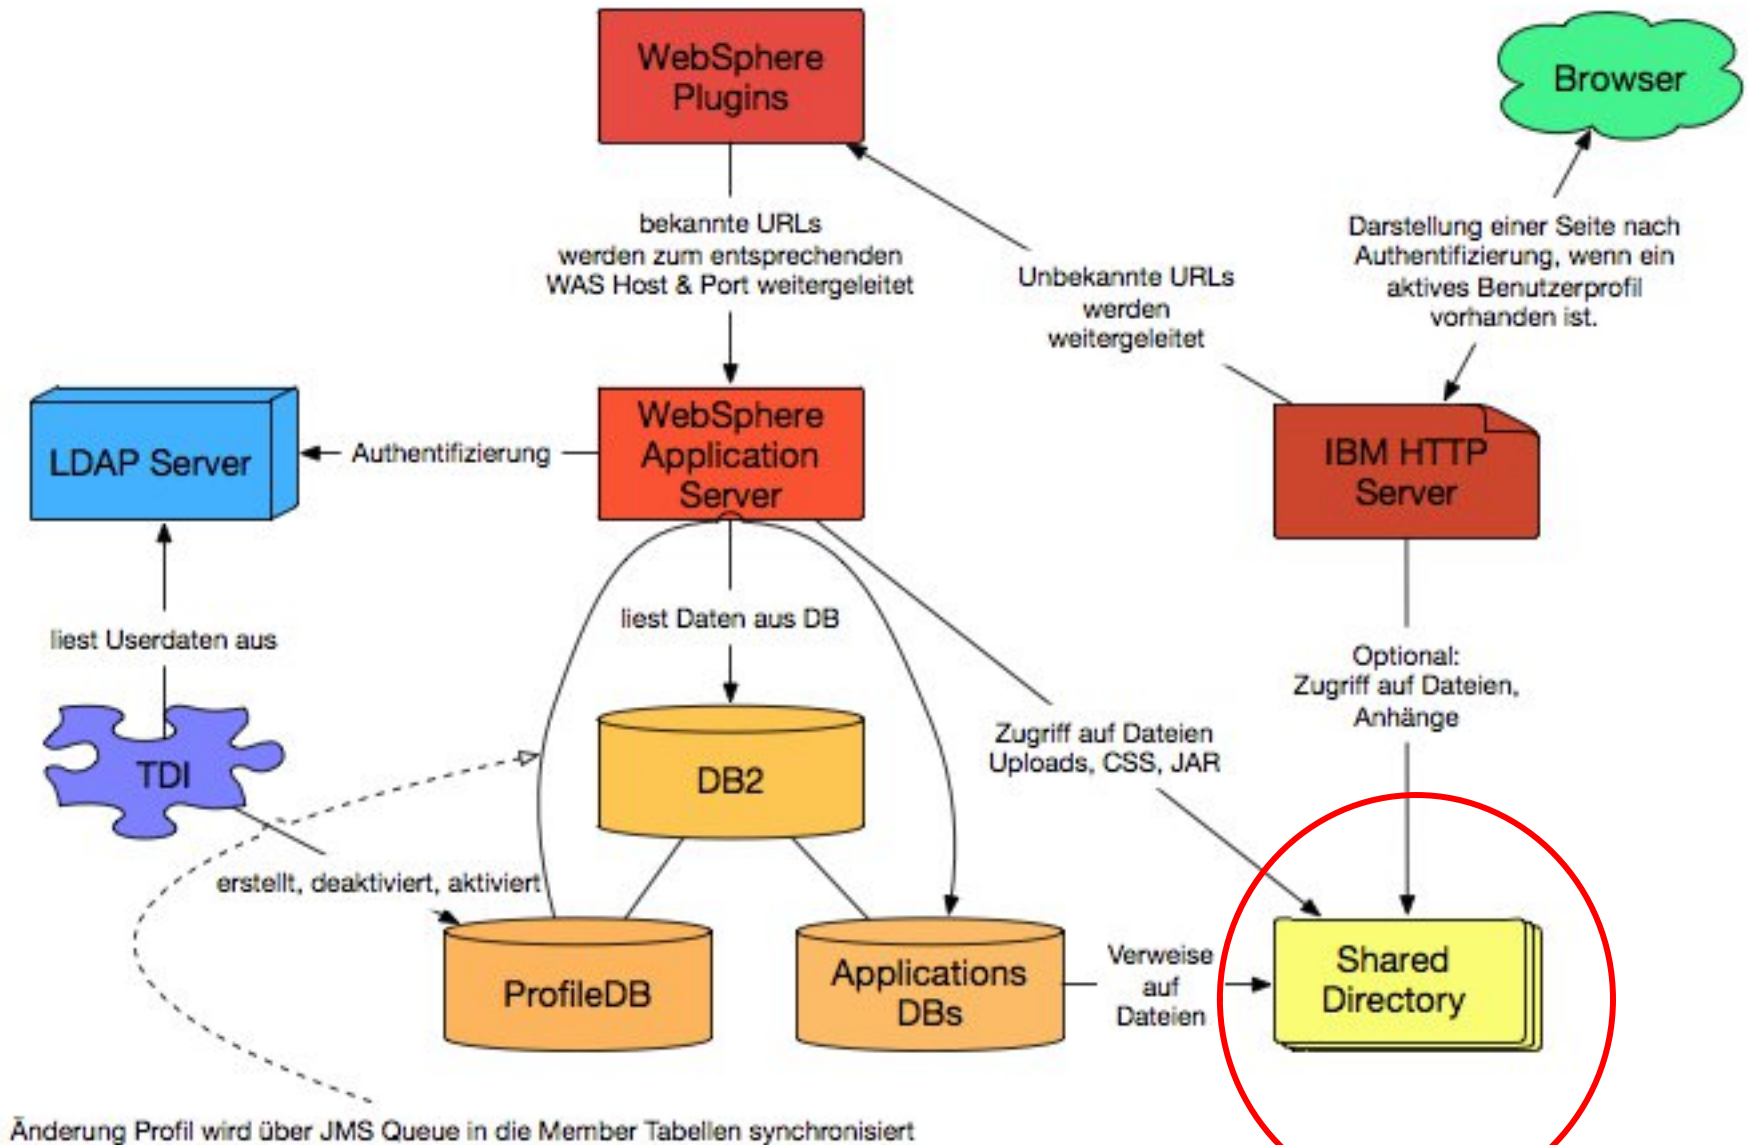 WebSphere
Plugins
Browser
bekannte URLs
werden zum entsprechenden
WAS Host & Port weitergeleitet
Unbekannte URLs
werden
weitergeleitet
Darstellung einer Seite nach
Authentifizierung, wenn ein
aktives Benutzerprofil
vorhanden ist.
LDAP Server
Authentifizierung
WebSphere
Application
Server
IBM HTTP
Server
liest Userdaten aus
liest Daten aus DB
Optional:
Zugriff auf Dateien,
Anhänge
Zugriff auf Dateien
Uploads, CSS, JAR
TDI
DB2
erstellt, deaktiviert, aktiviert
ProfileDB
Applications
DBs
Verweise
auf
Dateien
Shared
Directory
Änderung Profil wird über JMS Queue in die Member Tabellen synchronisiert